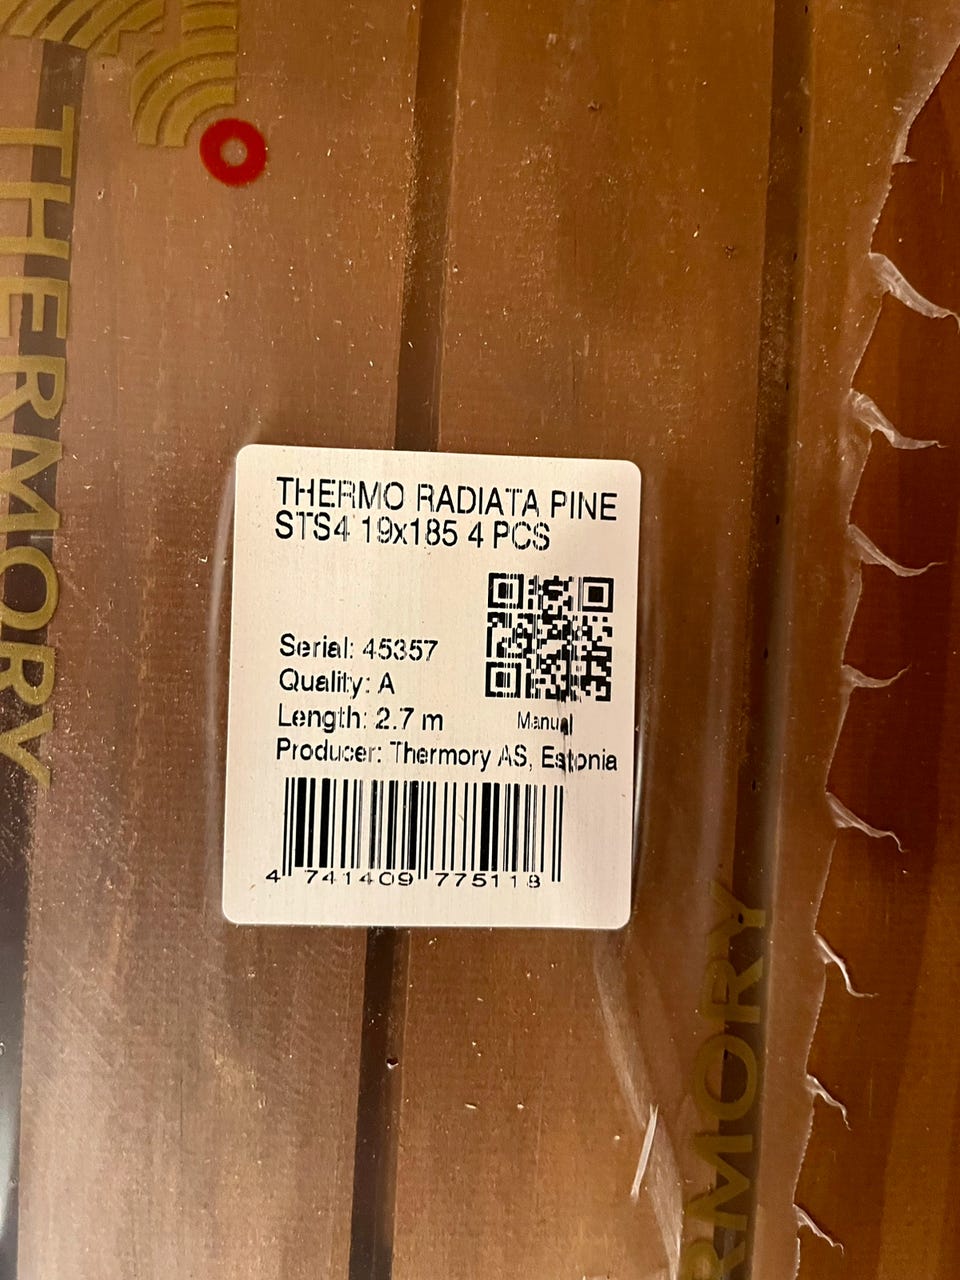 THERMORY
THERMO RADIATA PINE
STS4 19x185 4 PCS
Serial: 45357
Quality: A
Length: 2.7 m
Manual
Producer: Thermory AS, Estonia
4 741409 775118
RMORY